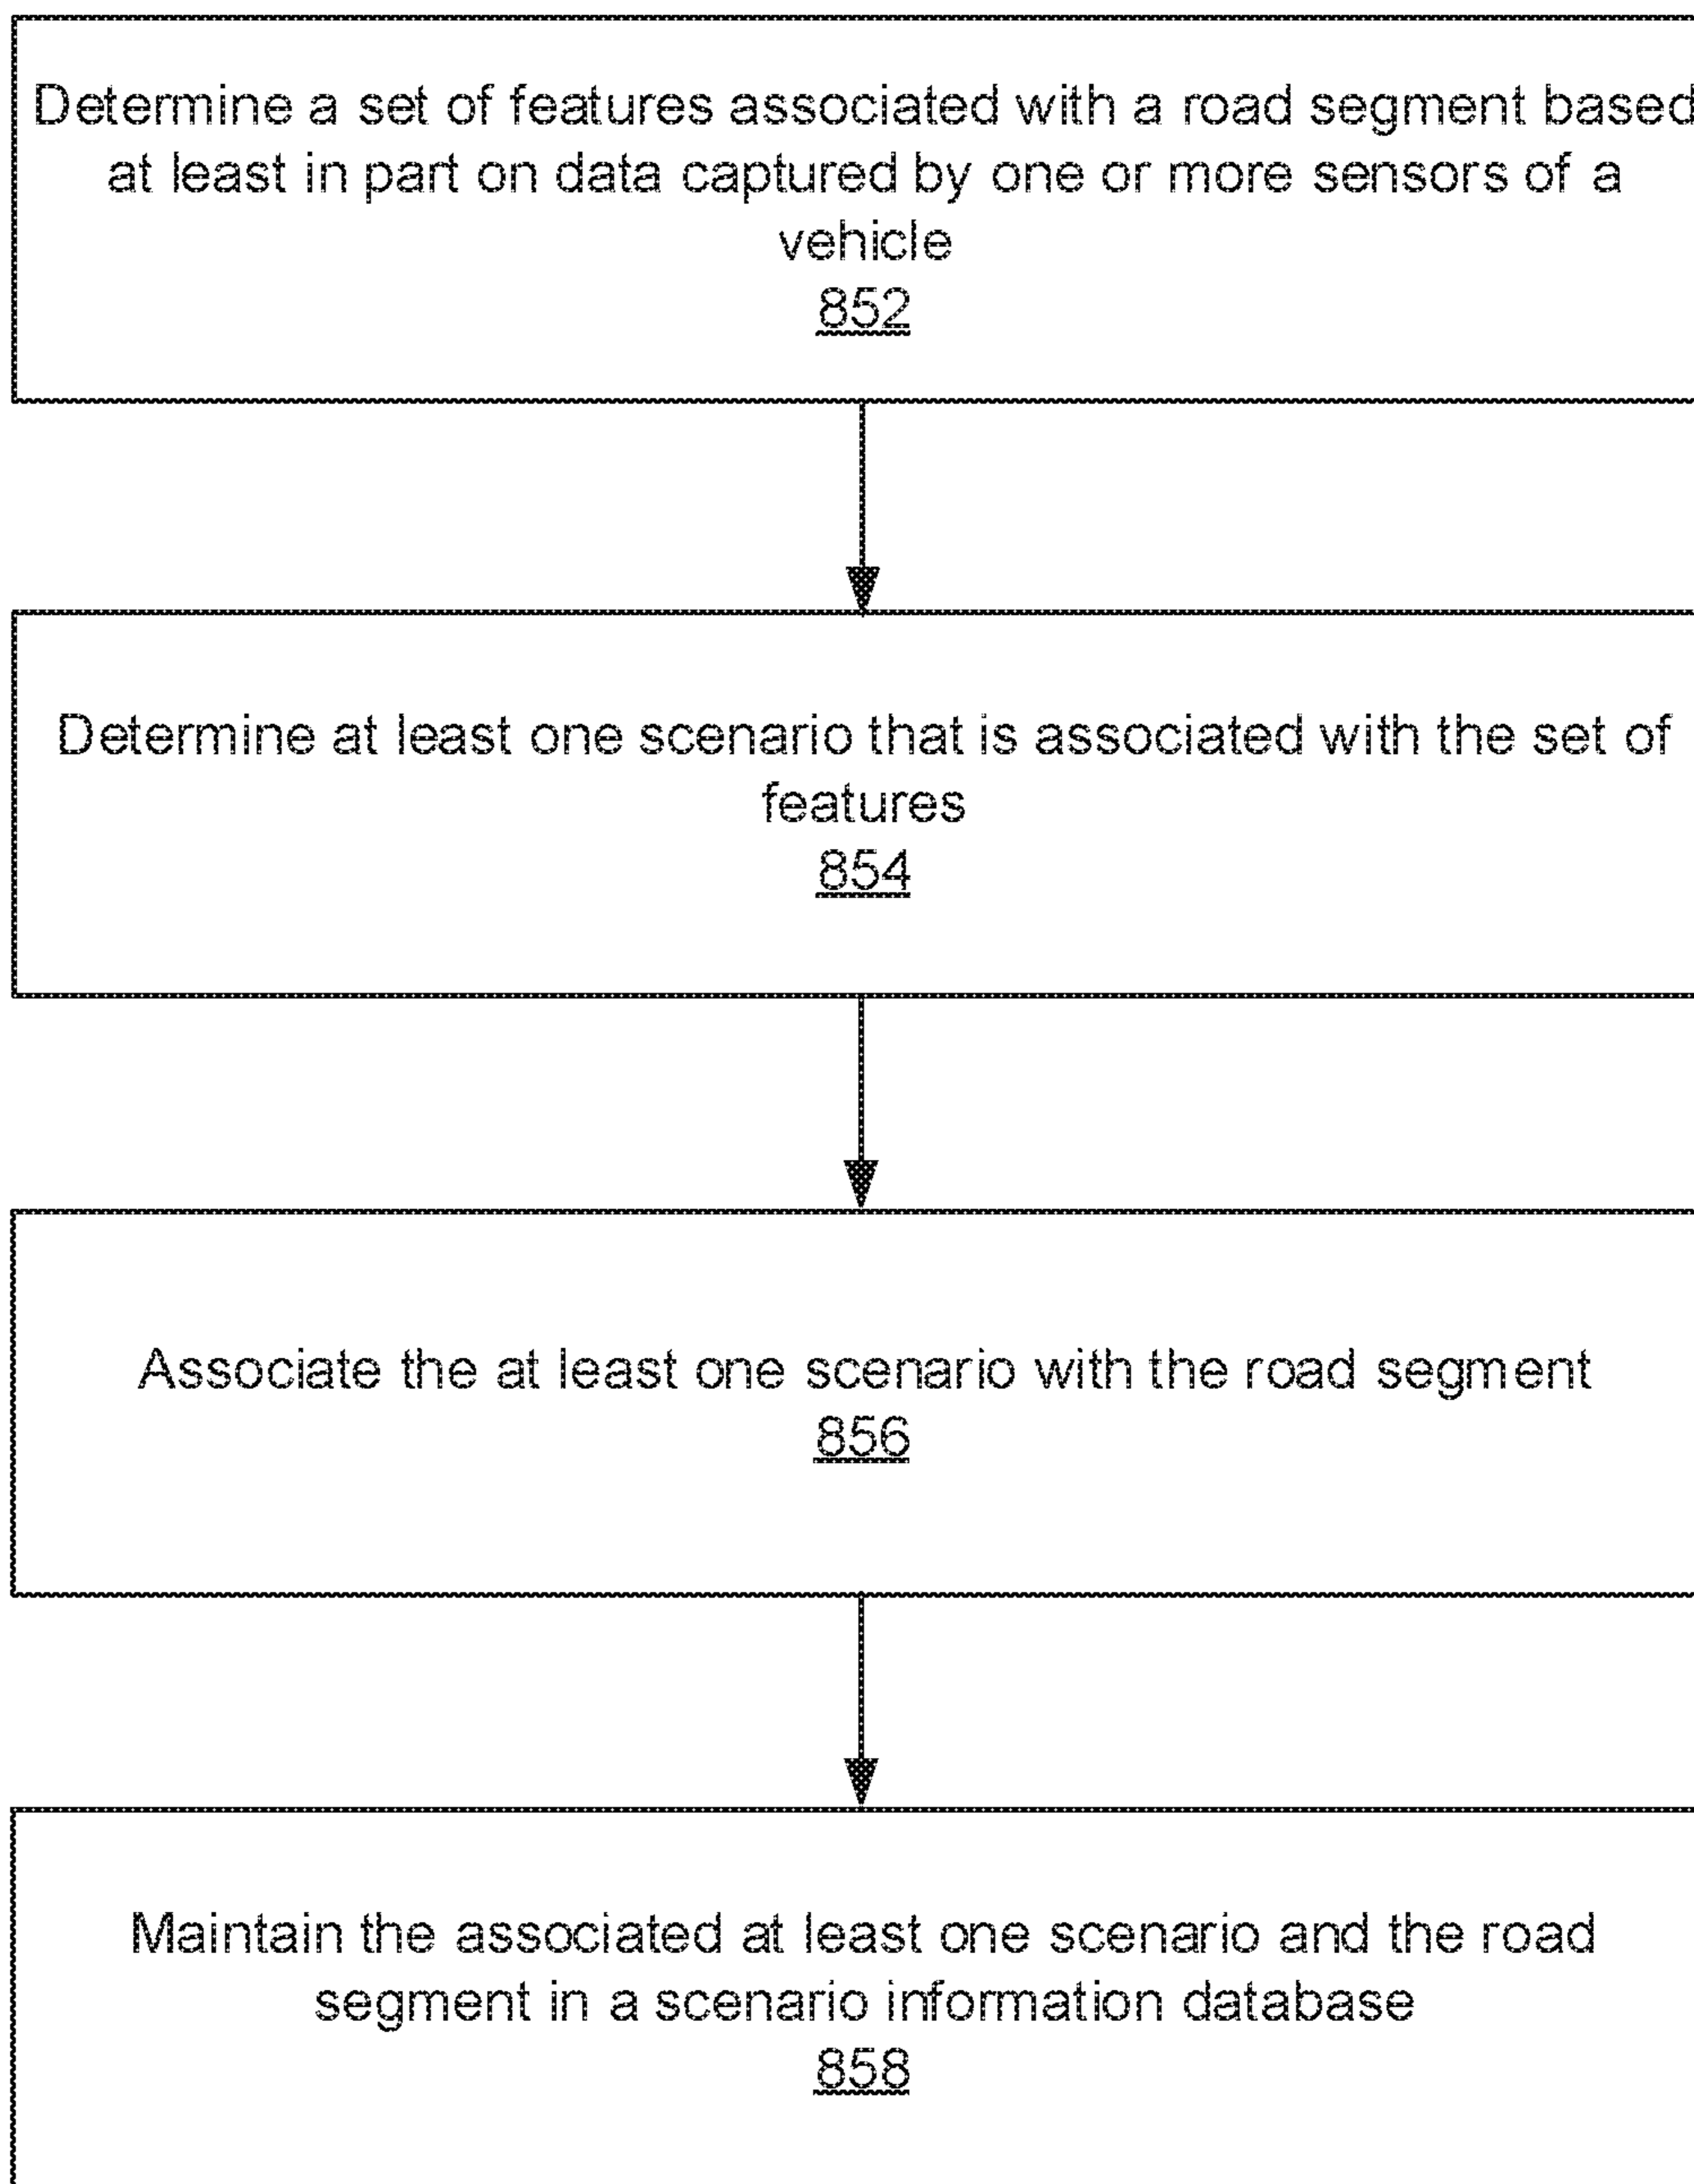 Determine a set of features associated with a road segment based
at least in part on data captured by one or more sensors of a
vehicle
852
Determine at least one scenario that is associated with the set of
features
854
Associate the at least one scenario with the road segment
856
Maintain the associated at least one scenario and the road
segment in a scenario information database
858